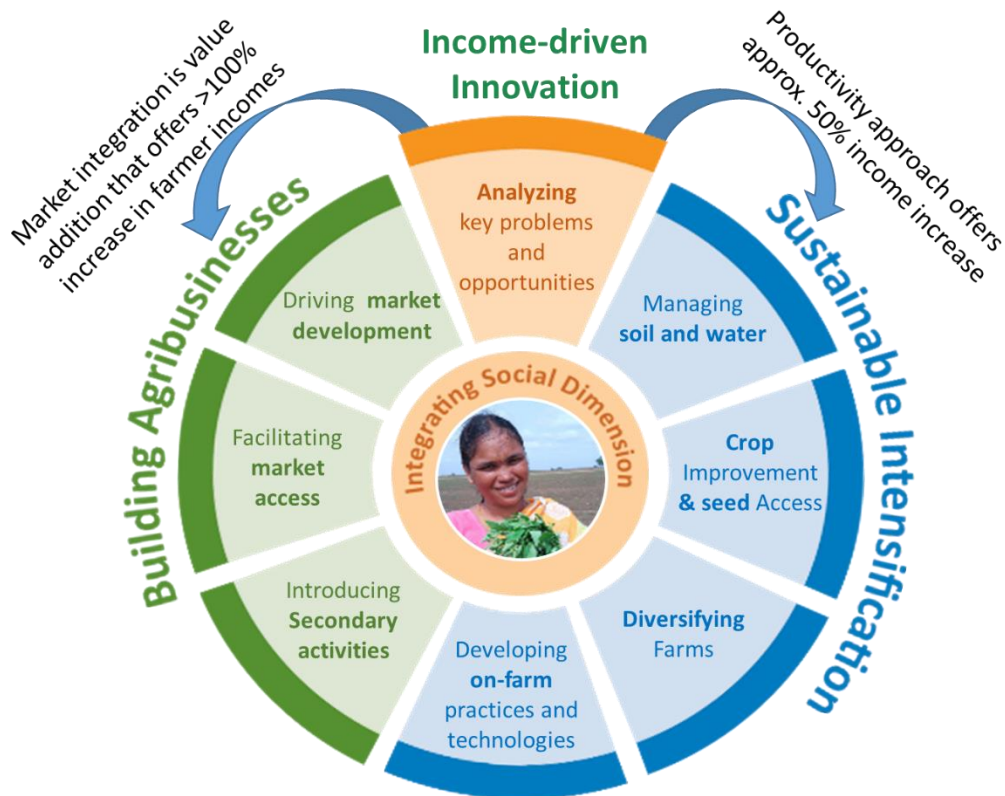 Income-driven
Innovation
Market integration is value
addition that offers >100%
increase in farmer incomes
Productivity approach offers
approx. 50% income increase
Building Agribusinesses
Sustainable Intensification
Analyzing
key problems
and
opportunities
Managing
soil and water
Crop
Improvement
& seed Access
Diversifying
Farms
Developing
on-farm
practices and
technologies
Introducing
Secondary
activities
Facilitating
market
access
Driving market
development
Integrating Social Dimension